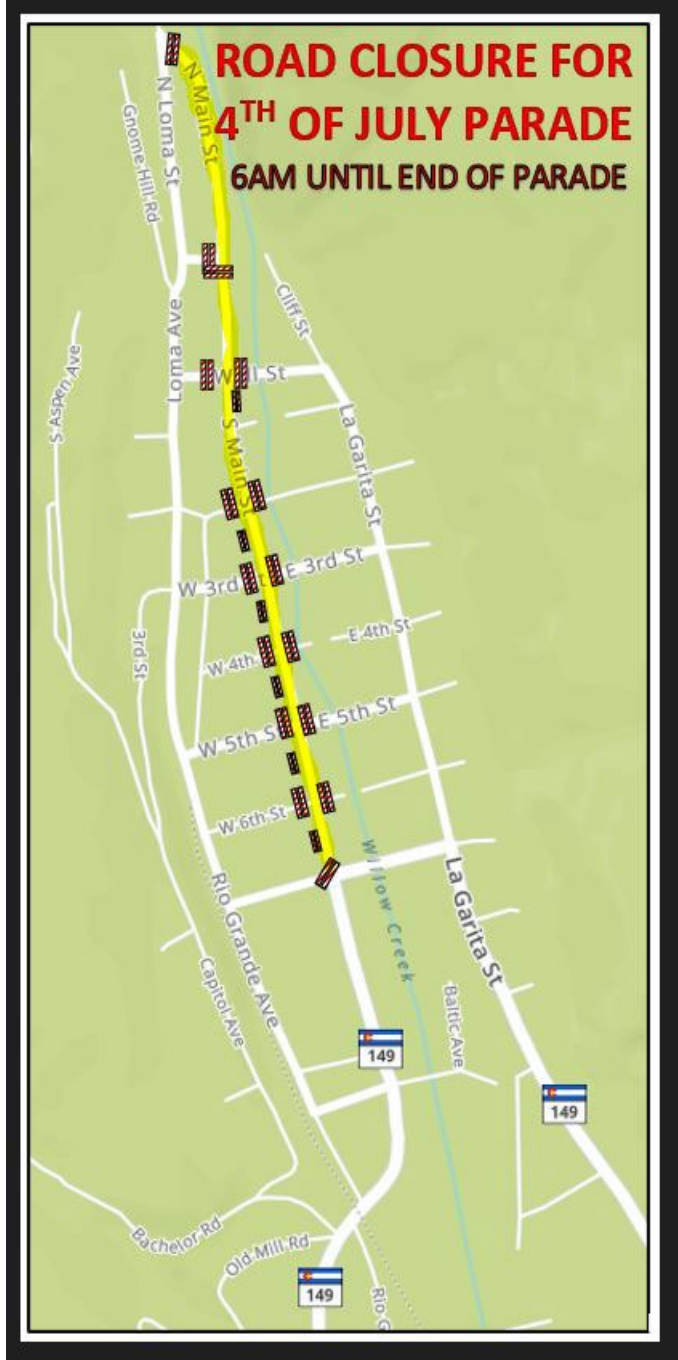 ROAD CLOSURE FOR
4TH OF JULY PARADE
6AM UNTIL END OF PARADE
N Main St
N Loma St
Gnome Hill Rd
Cliff St
Loma Ave
S Aspen Ave
S Main St
La Garita St
W 3rd
E 3rd St
3rd St
W 4th
E 4th St
W 5th S
E 5th St
W 6th St
Willow Creek
La Garita St
Rio Grande Ave
Capitol Ave
Baltic Ave
149
149
Bachelor Rd
Old Mill Rd
149
Rio G